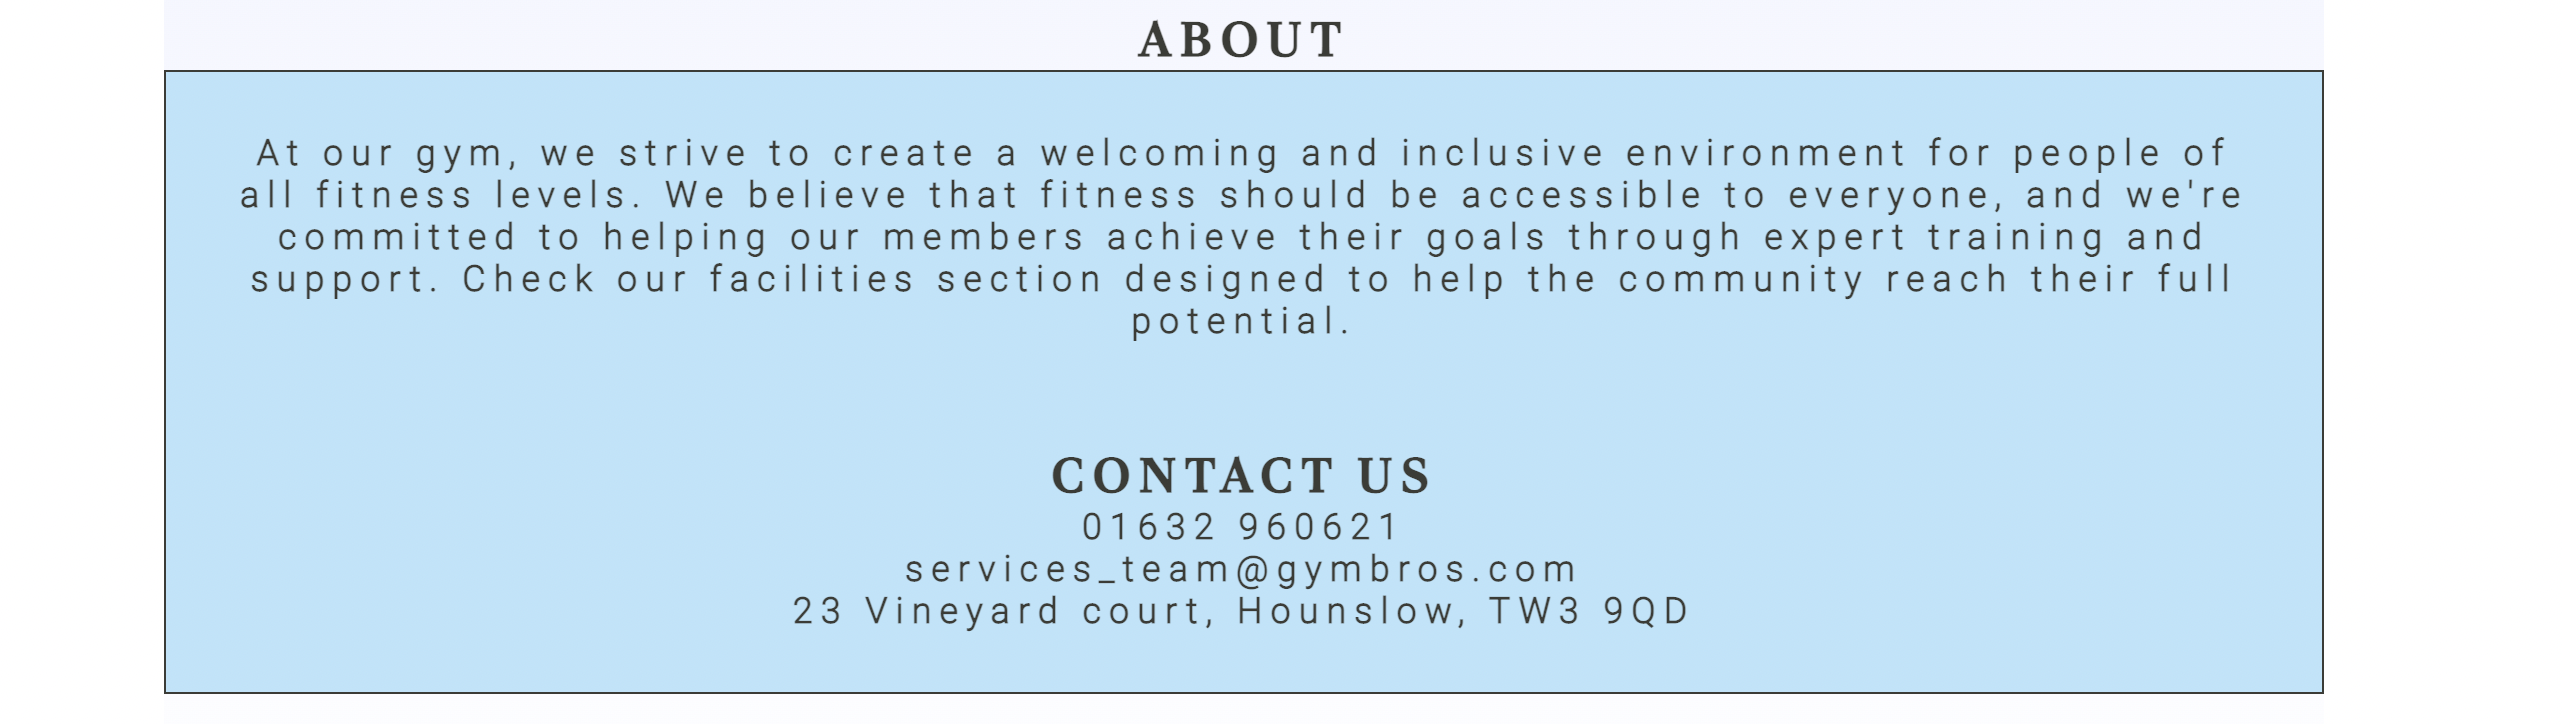 ABOUT
At our gym, we strive to create a welcoming and inclusive environment for people of
all fitness levels. We believe that fitness should be accessible to everyone, and we're
committed to helping our members achieve their goals through expert training and
support. Check our facilities section designed to help the community reach their full
potential.
CONTACT US
01632 960621
services_team@gymbros.com
23 Vineyard court, Hounslow, TW3 9QD